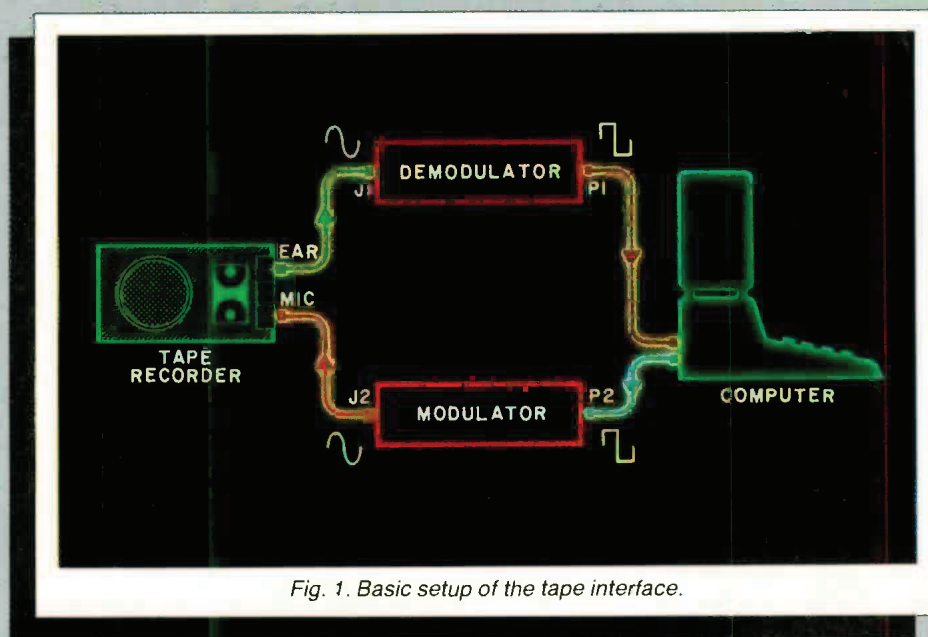 DEMODULATOR
J1
P1
EAR
MIC
TAPE
RECORDER
J2
P2
MODULATOR
COMPUTER
Fig. 1. Basic setup of the tape interface.